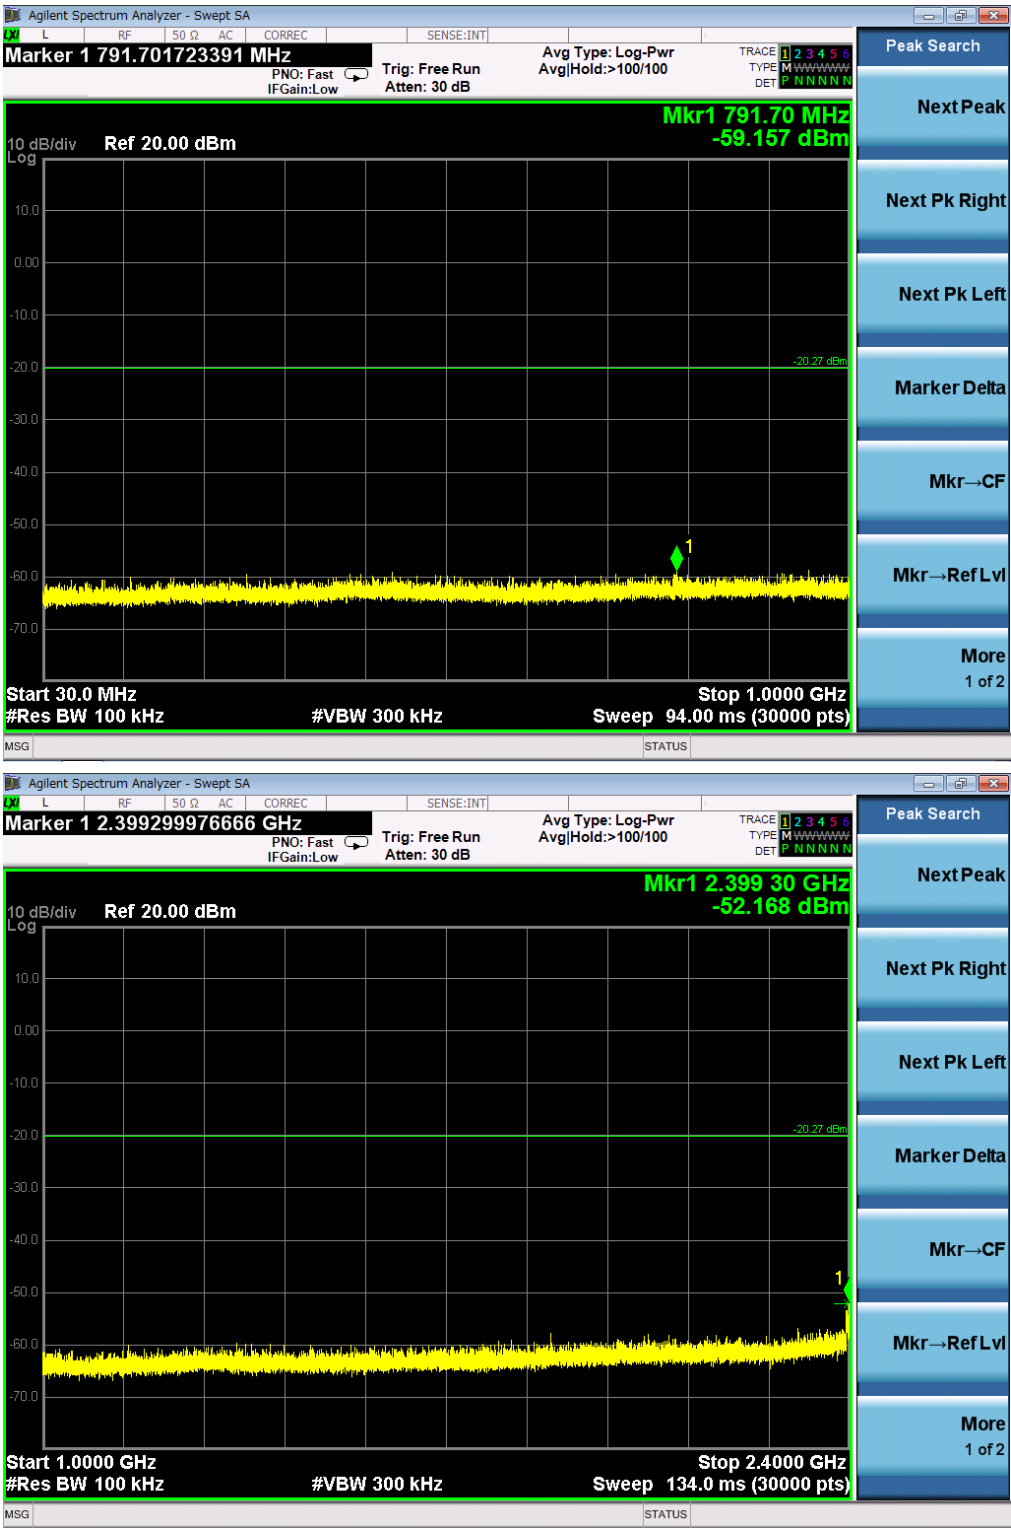 Agilent Spectrum Analyzer - Swept SA
LXI L RF 50 Ω AC CORREC SENSE:INT
Marker 1 791.701723391 MHz
PNO: Fast
IFGain:Low
Trig: Free Run
Atten: 30 dB
Avg Type: Log-Pwr
Avg|Hold:>100/100
TRACE 1 2 3 4 5 6
TYPE M WWWWW
DET P N N N N N
Mkr1 791.70 MHz
-59.157 dBm
10 dB/div Ref 20.00 dBm
Log
10.0
0.00
-10.0
-20.0
-20.27 dBm
-30.0
-40.0
-50.0
1
-60.0
-70.0
Start 30.0 MHz Stop 1.0000 GHz
#Res BW 100 kHz #VBW 300 kHz Sweep 94.00 ms (30000 pts)
MSG STATUS
Peak Search
Next Peak
Next Pk Right
Next Pk Left
Marker Delta
Mkr→CF
Mkr→Ref Lvl
More
1 of 2
Agilent Spectrum Analyzer - Swept SA
LXI L RF 50 Ω AC CORREC SENSE:INT
Marker 1 2.399299976666 GHz
PNO: Fast
IFGain:Low
Trig: Free Run
Atten: 30 dB
Avg Type: Log-Pwr
Avg|Hold:>100/100
TRACE 1 2 3 4 5 6
TYPE M WWWWW
DET P N N N N N
Mkr1 2.399 30 GHz
-52.168 dBm
10 dB/div Ref 20.00 dBm
Log
10.0
0.00
-10.0
-20.0
-20.27 dBm
-30.0
-40.0
1
-50.0
-60.0
-70.0
Start 1.0000 GHz Stop 2.4000 GHz
#Res BW 100 kHz #VBW 300 kHz Sweep 134.0 ms (30000 pts)
MSG STATUS
Peak Search
Next Peak
Next Pk Right
Next Pk Left
Marker Delta
Mkr→CF
Mkr→Ref Lvl
More
1 of 2